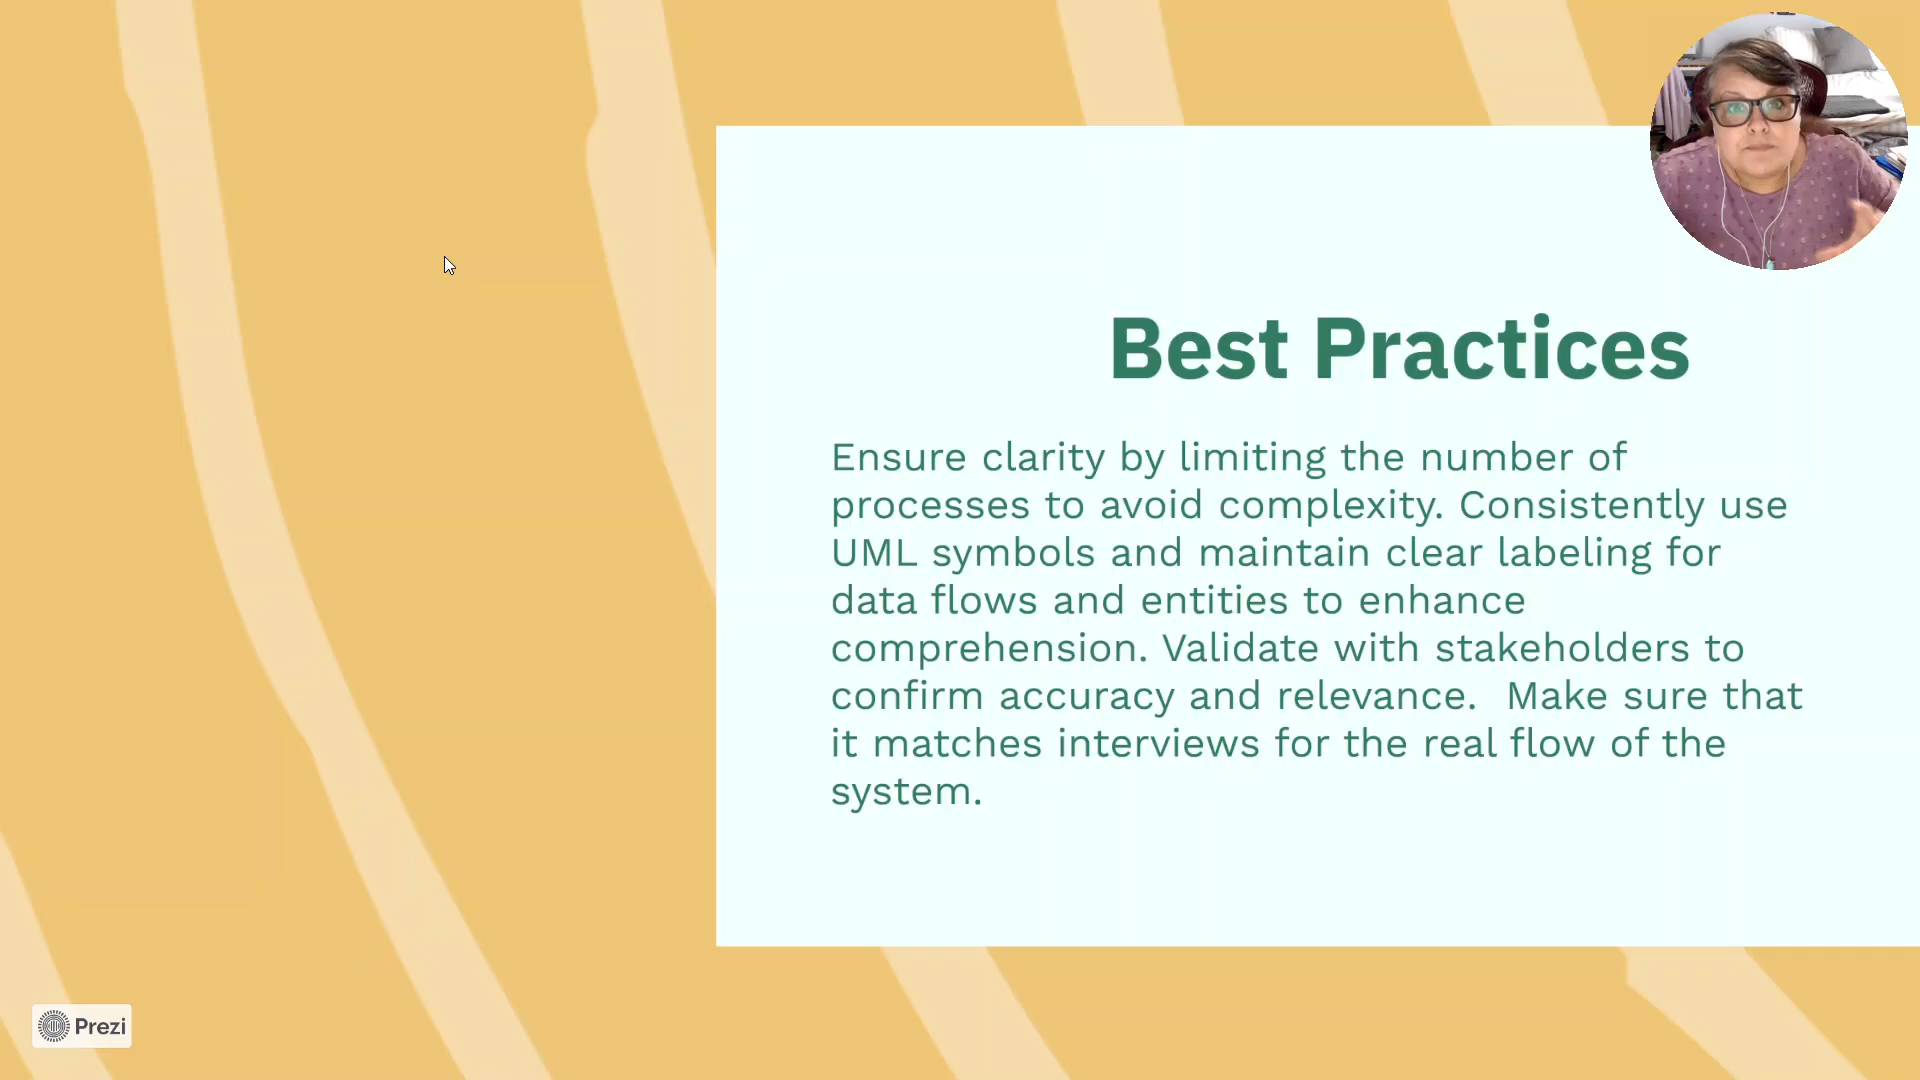 Best Practices
Ensure clarity by limiting the number of
processes to avoid complexity. Consistently use
UML symbols and maintain clear labeling for
data flows and entities to enhance
comprehension. Validate with stakeholders to
confirm accuracy and relevance.  Make sure that
it matches interviews for the real flow of the
system.
Prezi